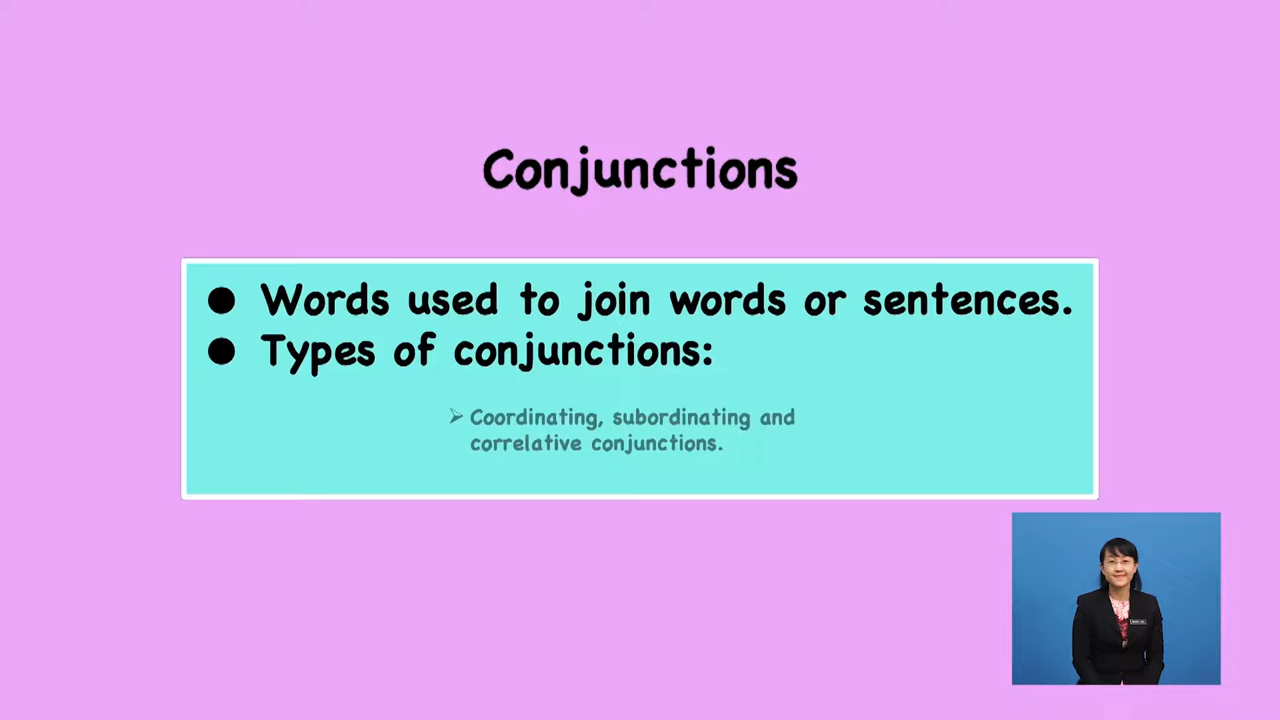 Conjunctions
● Words used to join words or sentences.
● Types of conjunctions:
➢ Coordinating, subordinating and
correlative conjunctions.